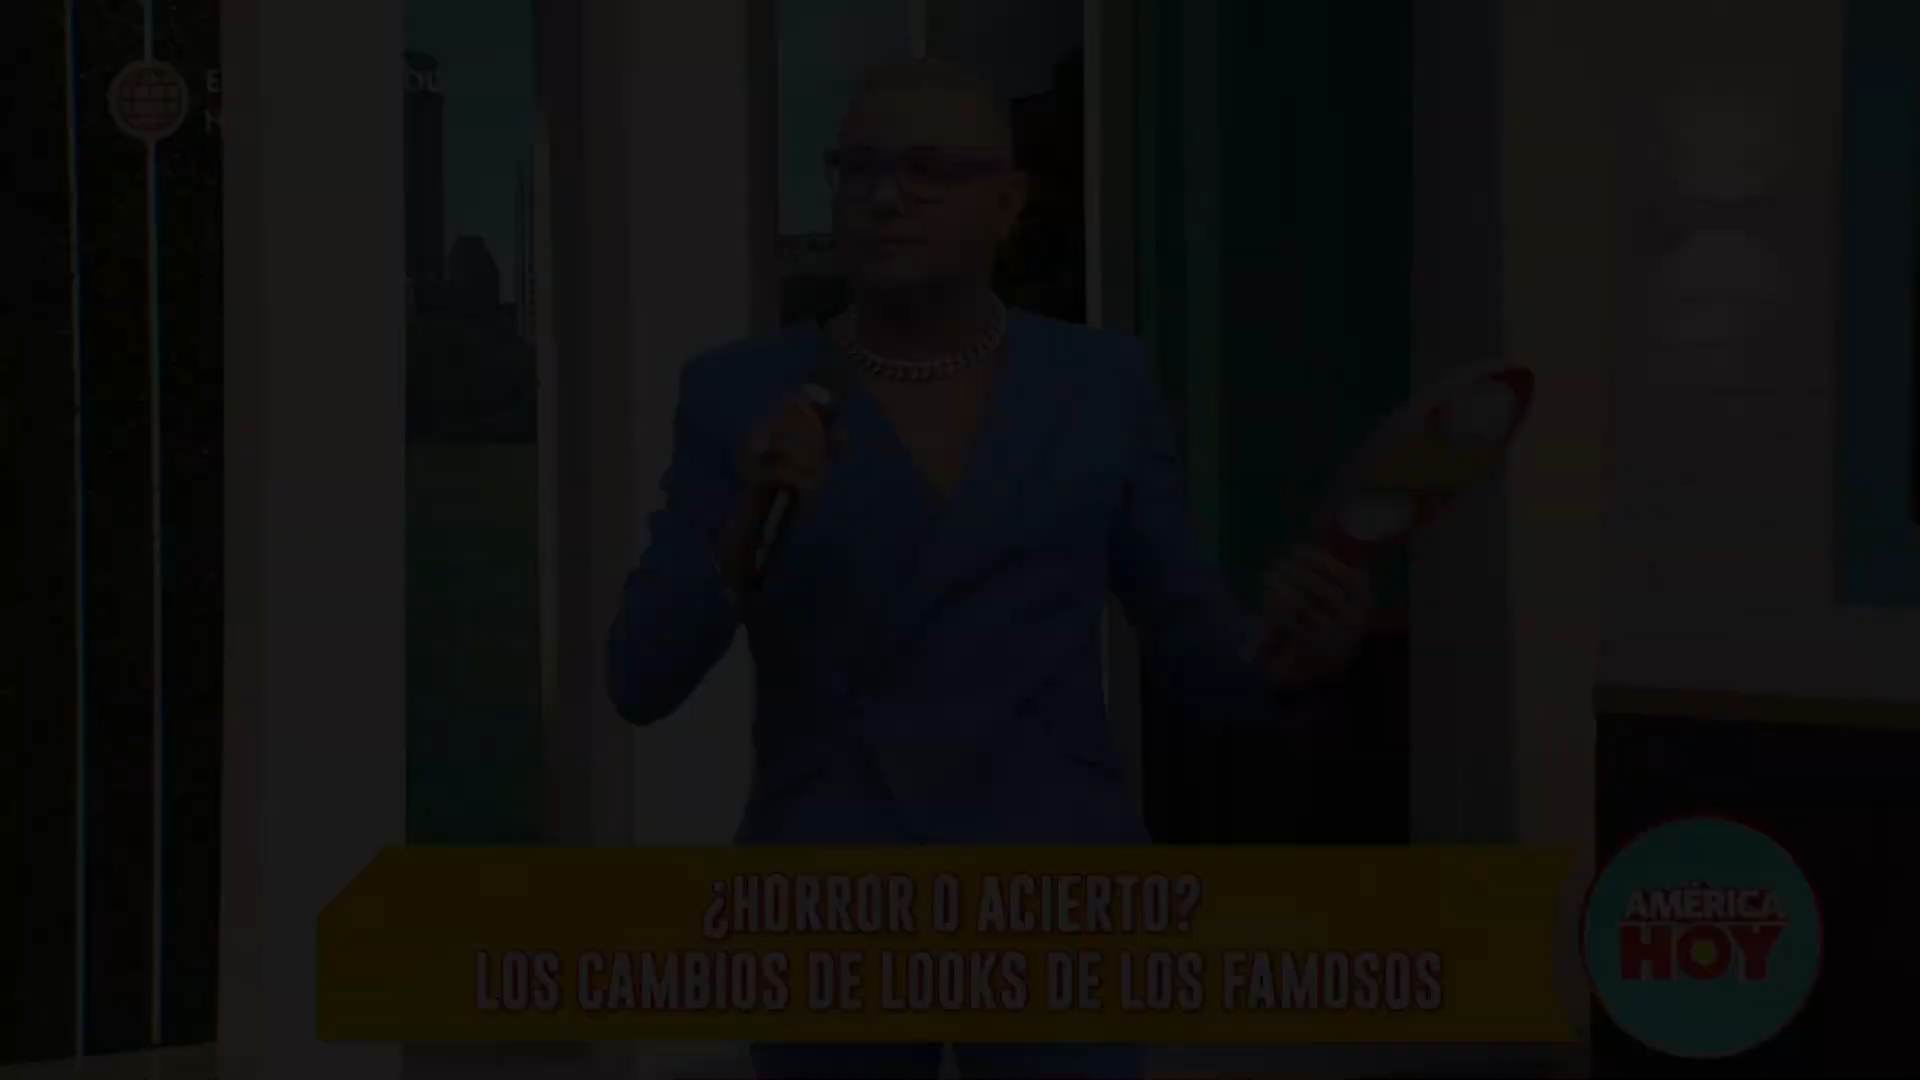 ¿HORROR O ACIERTO?
LOS CAMBIOS DE LOOKS DE LOS FAMOSOS
AMÉRICA
HOY